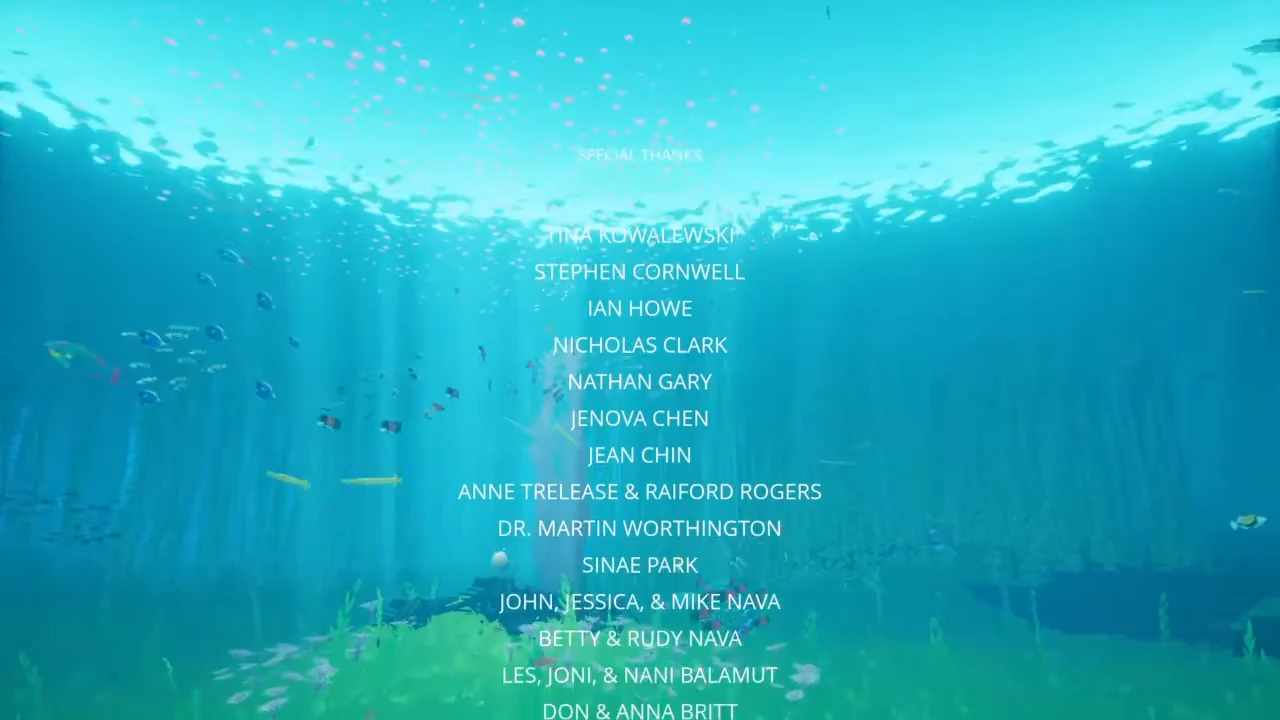 SPECIAL THANKS
TINA KOWALEWSKI
STEPHEN CORNWELL
IAN HOWE
NICHOLAS CLARK
NATHAN GARY
JENOVA CHEN
JEAN CHIN
ANNE TRELEASE & RAIFORD ROGERS
DR. MARTIN WORTHINGTON
SINAE PARK
JOHN, JESSICA, & MIKE NAVA
BETTY & RUDY NAVA
LES, JONI, & NANI BALAMUT
DON & ANNA BRITT